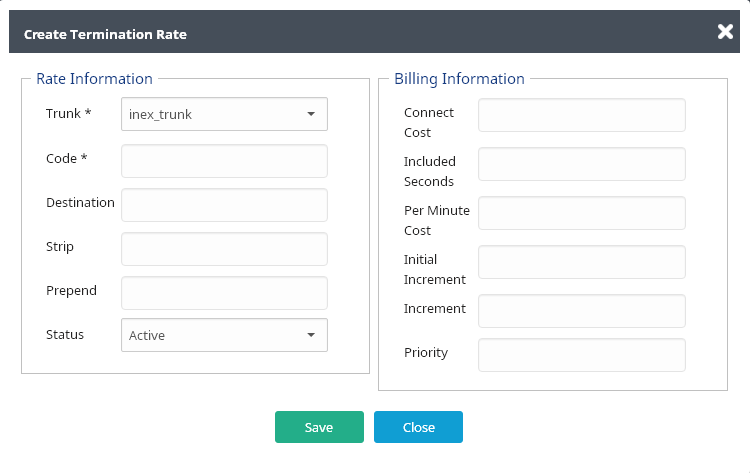 Create Termination Rate
Rate Information
Trunk *
inex_trunk
Code *
Destination
Strip
Prepend
Status
Active
Billing Information
Connect
Cost
Included
Seconds
Per Minute
Cost
Initial
Increment
Increment
Priority
Save
Close